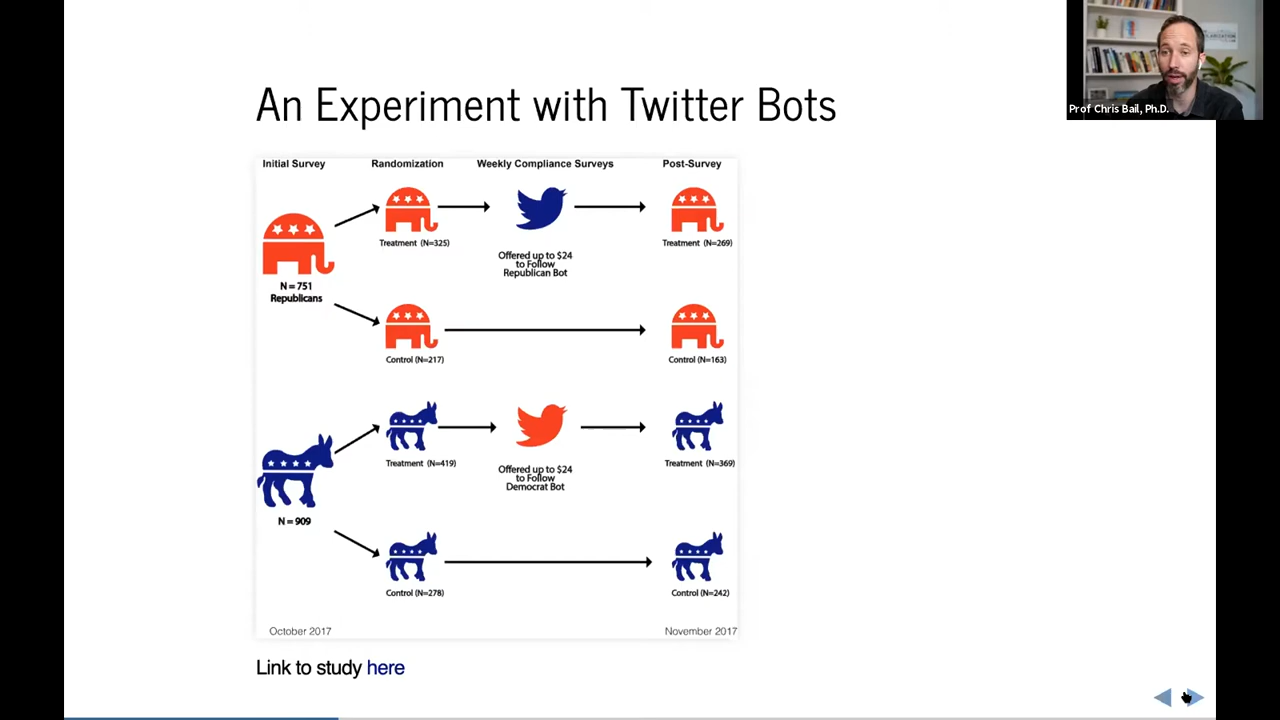 Prof Chris Bail, Ph.D.
An Experiment with Twitter Bots
Initial Survey
Randomization
Weekly Compliance Surveys
Post-Survey
Treatment (N=325)
Offered up to $24
to Follow
Republican Bot
Treatment (N=269)
N = 751
Republicans
Control (N=217)
Control (N=163)
Treatment (N=419)
Offered up to $24
to Follow
Democrat Bot
Treatment (N=369)
N = 909
Control (N=278)
Control (N=242)
October 2017
November 2017
Link to study here